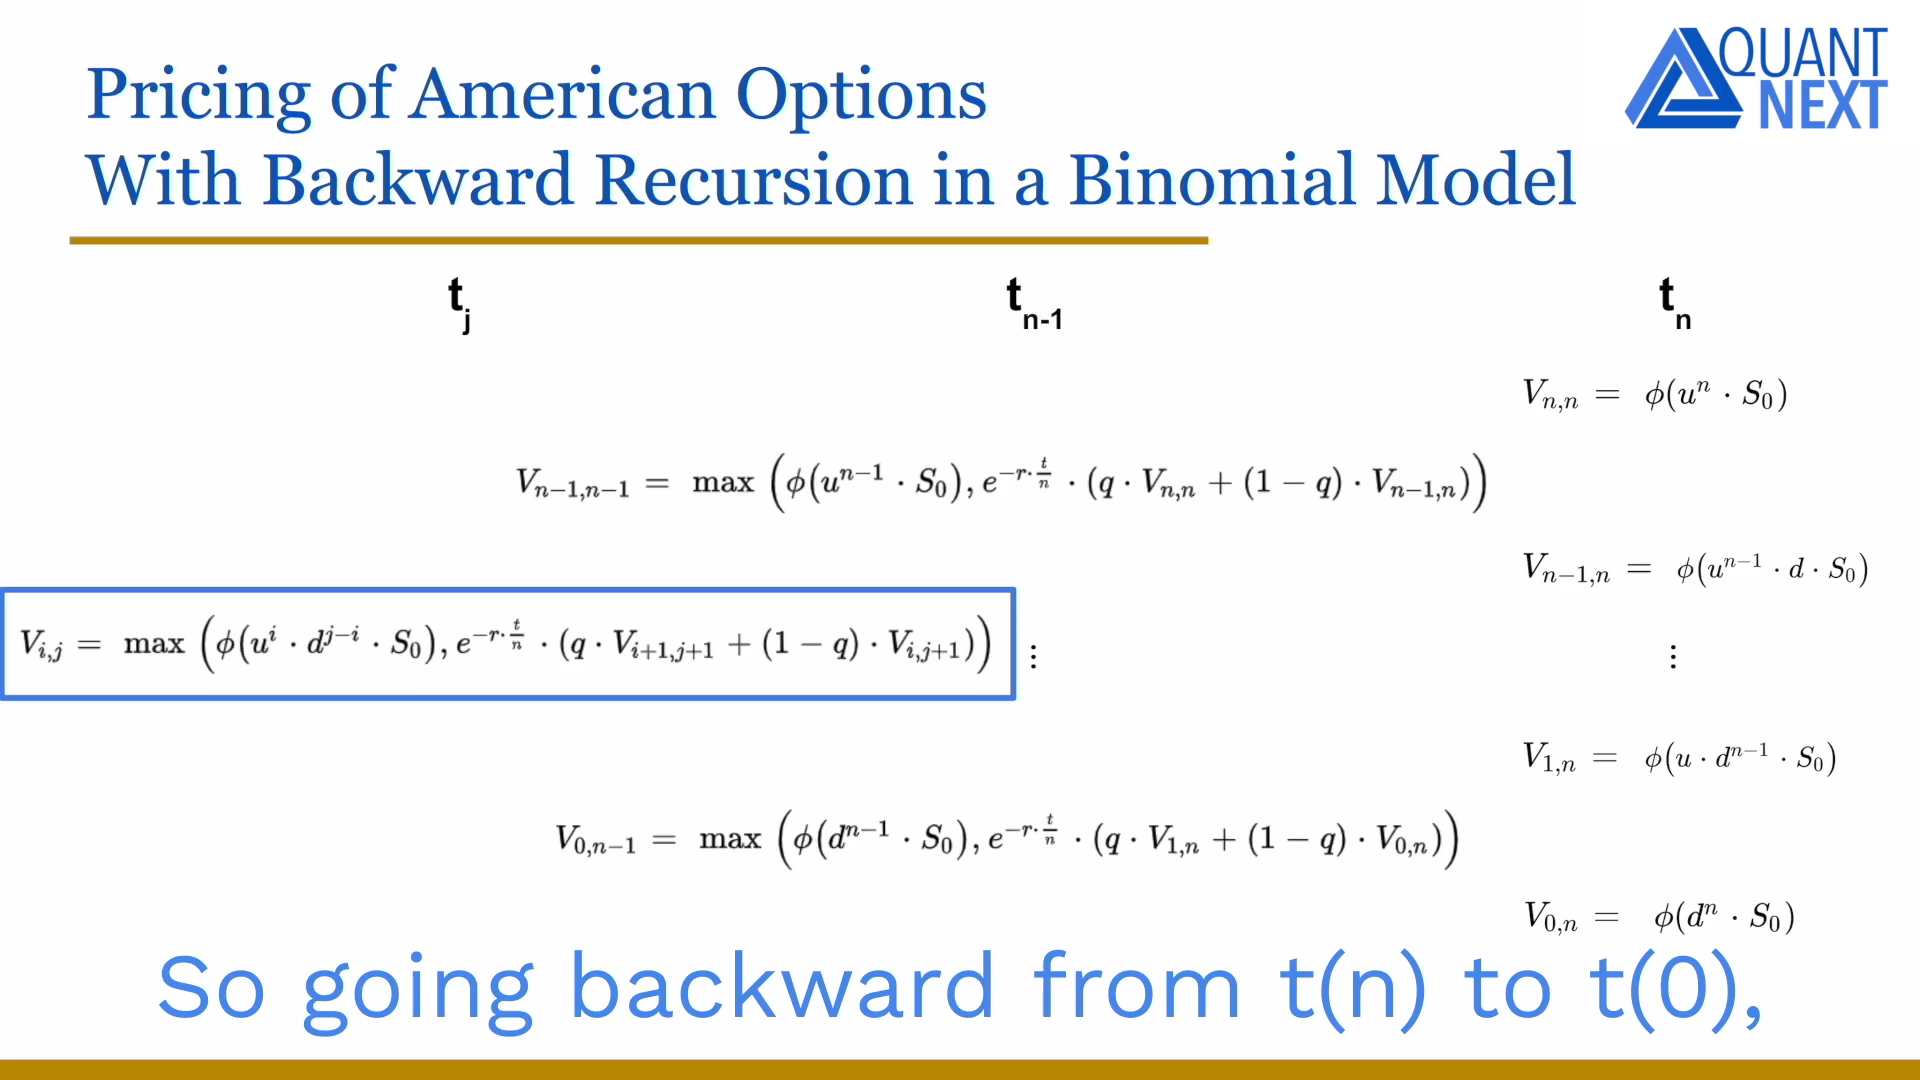 QUANT
NEXT
Pricing of American Options
With Backward Recursion in a Binomial Model
t_j
t_{n-1}
t_n
V_{n,n} = ϕ(u^n · S_0)
V_{n−1,n−1} = max (ϕ(u^{n−1} · S_0), e^{−r·\frac{t}{n}} · (q · V_{n,n} + (1 − q) · V_{n−1,n}))
V_{n−1,n} = ϕ(u^{n−1} · d · S_0)
V_{i,j} = max (ϕ(u^i · d^{j−i} · S_0), e^{−r·\frac{t}{n}} · (q · V_{i+1,j+1} + (1 − q) · V_{i,j+1}))
⋮
⋮
V_{1,n} = ϕ(u · d^{n−1} · S_0)
V_{0,n−1} = max (ϕ(d^{n−1} · S_0), e^{−r·\frac{t}{n}} · (q · V_{1,n} + (1 − q) · V_{0,n}))
V_{0,n} = ϕ(d^n · S_0)
So going backward from t(n) to t(0),